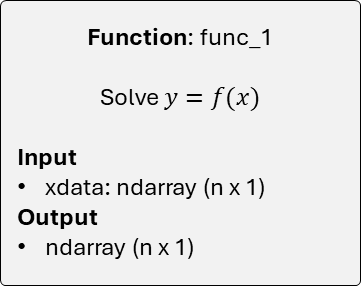 Function: func_1
Solve y = f(x)
Input
• xdata: ndarray (n x 1)
Output
• ndarray (n x 1)